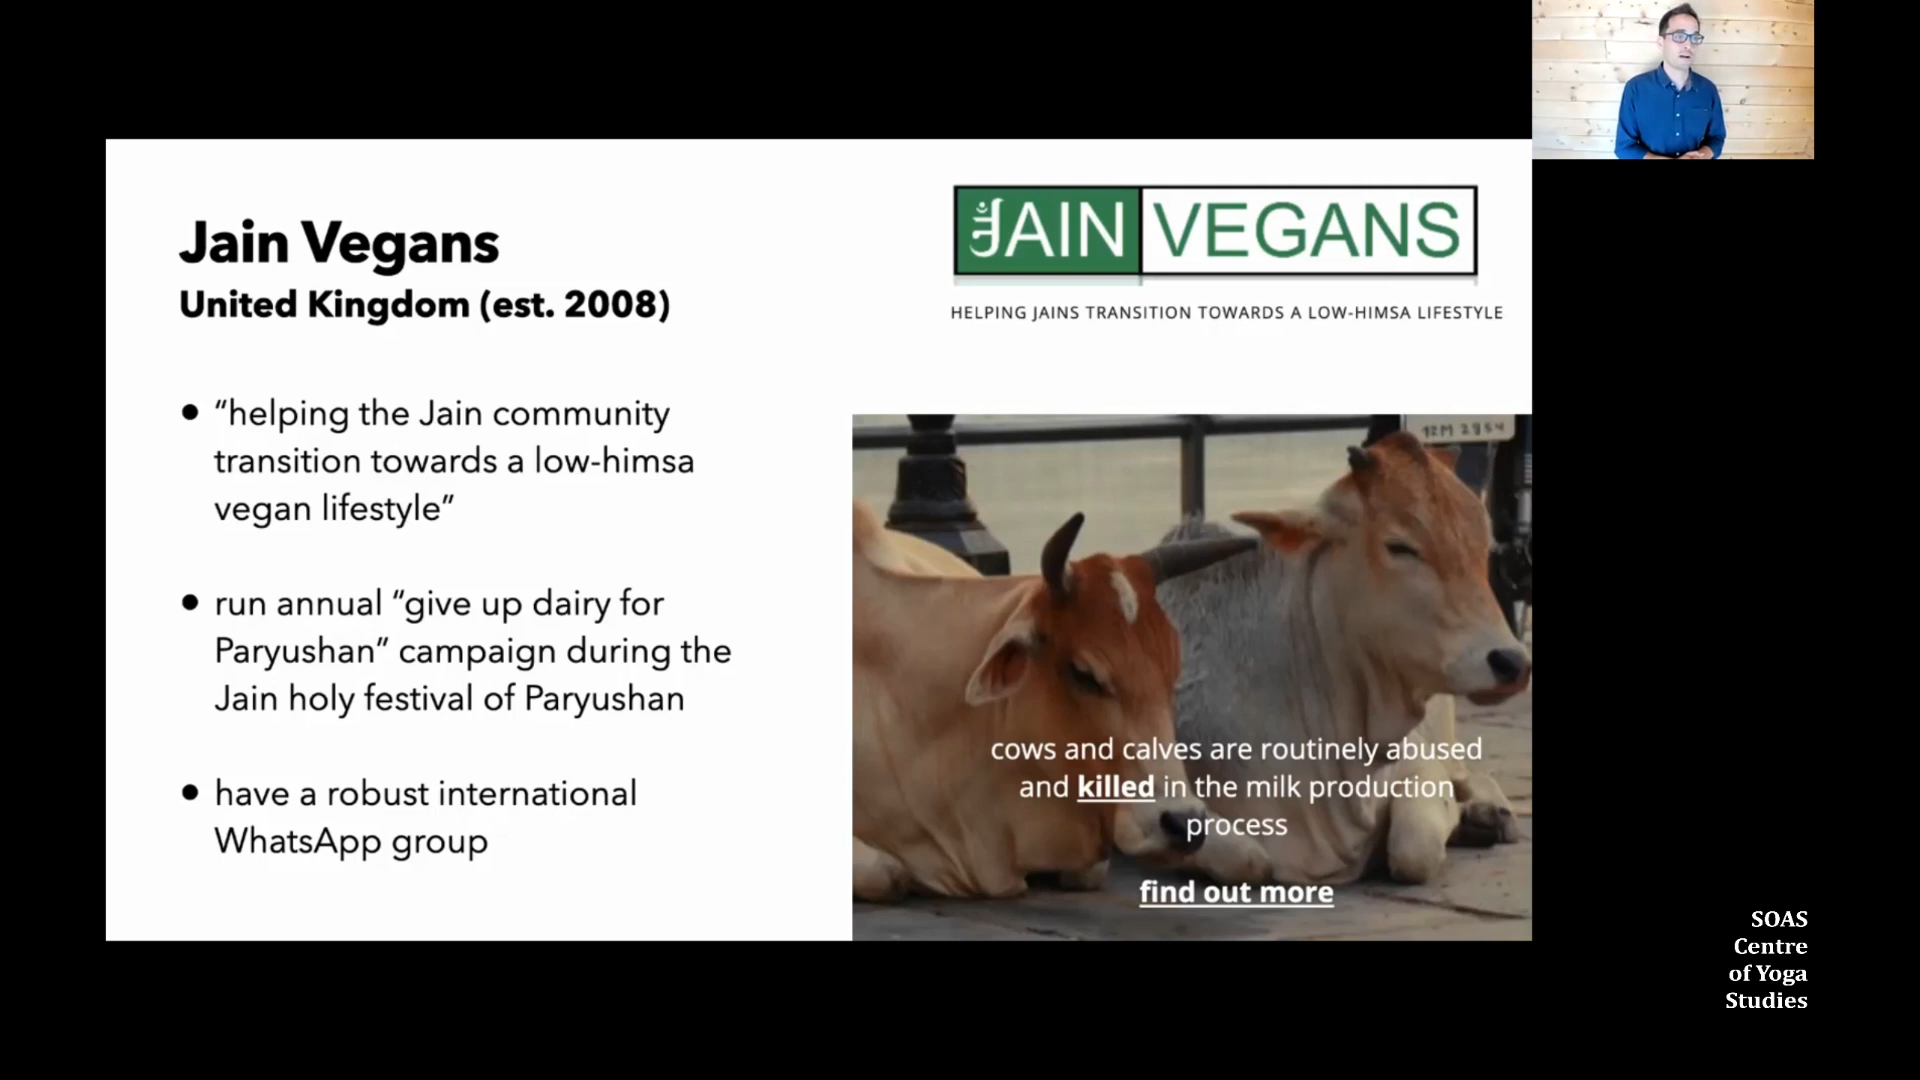 Jain Vegans
United Kingdom (est. 2008)
• “helping the Jain community
transition towards a low-himsa
vegan lifestyle”
• run annual “give up dairy for
Paryushan” campaign during the
Jain holy festival of Paryushan
• have a robust international
WhatsApp group
JAIN VEGANS
HELPING JAINS TRANSITION TOWARDS A LOW-HIMSA LIFESTYLE
cows and calves are routinely abused
and killed in the milk production
process
find out more
SOAS
Centre
of Yoga
Studies